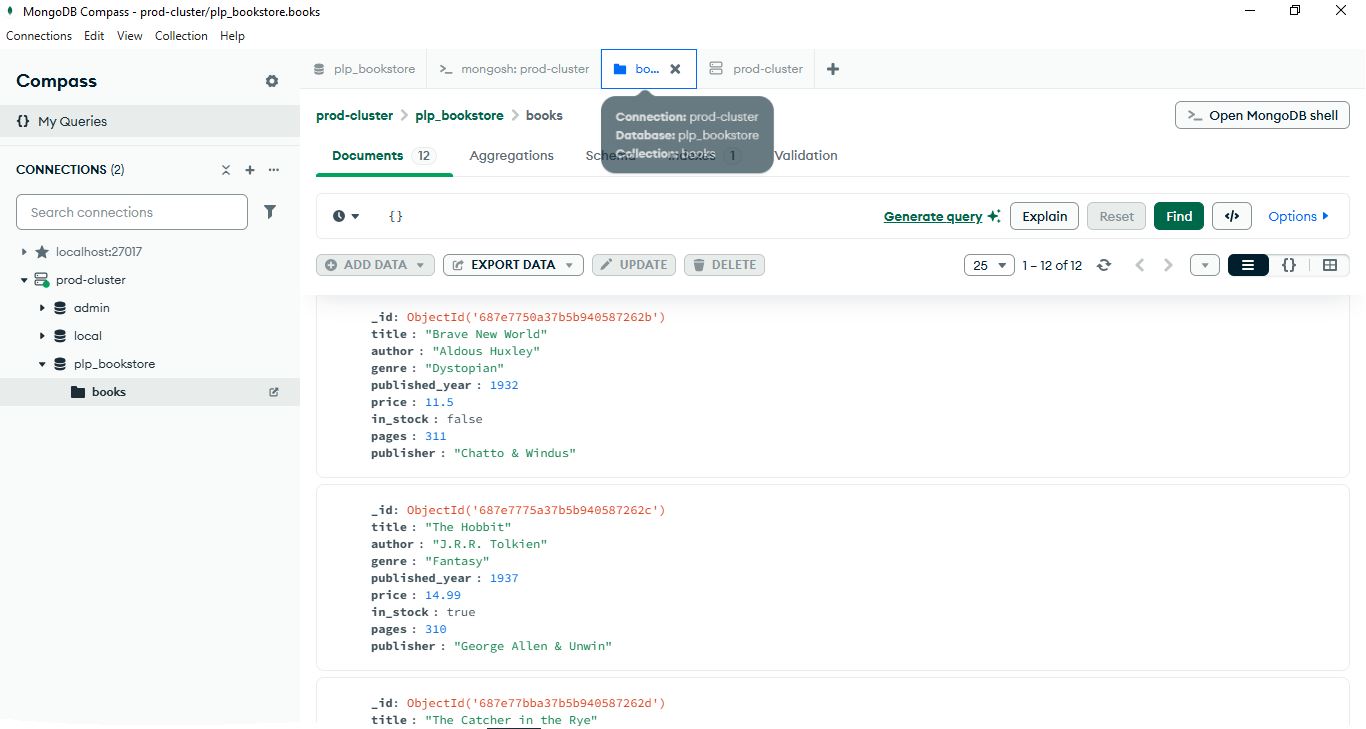 MongoDB Compass - prod-cluster/plp_bookstore.books
Connections Edit View Collection Help
Compass
{} My Queries
CONNECTIONS (2)
Search connections
localhost:27017
prod-cluster
admin
local
plp_bookstore
books
plp_bookstore >_ mongosh: prod-cluster bo... prod-cluster
prod-cluster > plp_bookstore > books
Connection: prod-cluster
Database: plp_bookstore
Collection: books
>_ Open MongoDB shell
Documents 12 Aggregations Schema Indexes 1 Validation
{} Generate query Explain Reset Find </> Options
ADD DATA EXPORT DATA UPDATE DELETE 25 1 – 12 of 12 {}
_id: ObjectId('687e7750a37b5b940587262b')
title : "Brave New World"
author : "Aldous Huxley"
genre : "Dystopian"
published_year : 1932
price : 11.5
in_stock : false
pages : 311
publisher : "Chatto & Windus"
_id: ObjectId('687e7775a37b5b940587262c')
title : "The Hobbit"
author : "J.R.R. Tolkien"
genre : "Fantasy"
published_year : 1937
price : 14.99
in_stock : true
pages : 310
publisher : "George Allen & Unwin"
_id: ObjectId('687e77bba37b5b940587262d')
title : "The Catcher in the Rye"